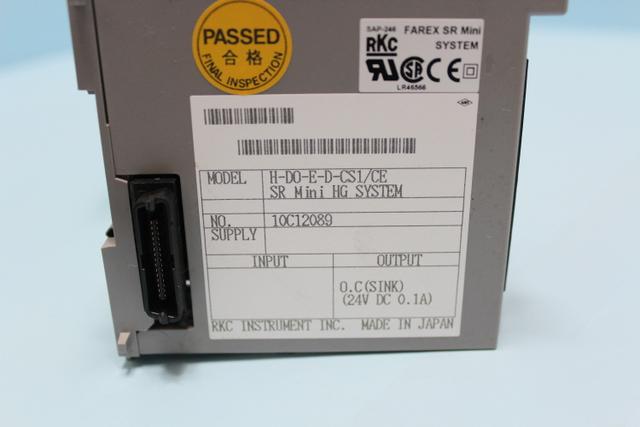 PASSED
合格
FINAL INSPECTION
SAP-246
RKC
FAREX SR Mini
SYSTEM
LR46566
MODEL H-DO-E-D-CS1/CE
SR Mini HG SYSTEM
NO. 10C12089
SUPPLY
INPUT OUTPUT
O.C(SINK)
(24V DC 0.1A)
RKC INSTRUMENT INC. MADE IN JAPAN